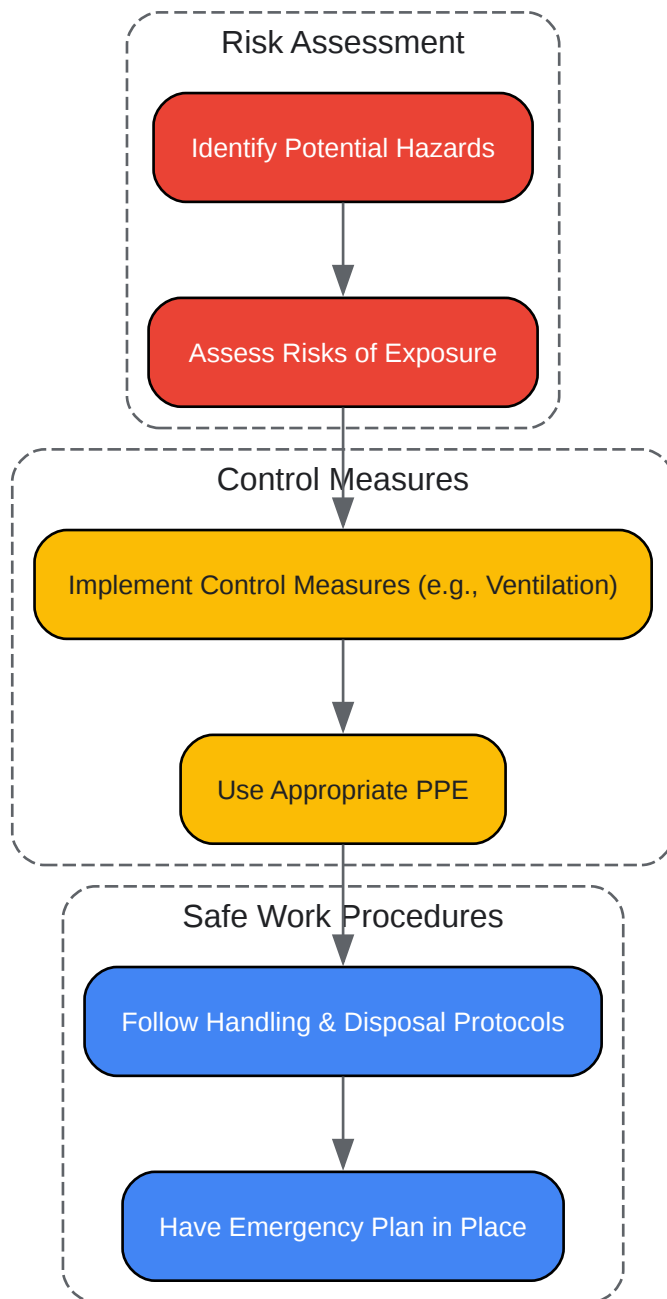 Risk Assessment
Identify Potential Hazards
Assess Risks of Exposure
Control Measures
Implement Control Measures (e.g., Ventilation)
Use Appropriate PPE
Safe Work Procedures
Follow Handling & Disposal Protocols
Have Emergency Plan in Place